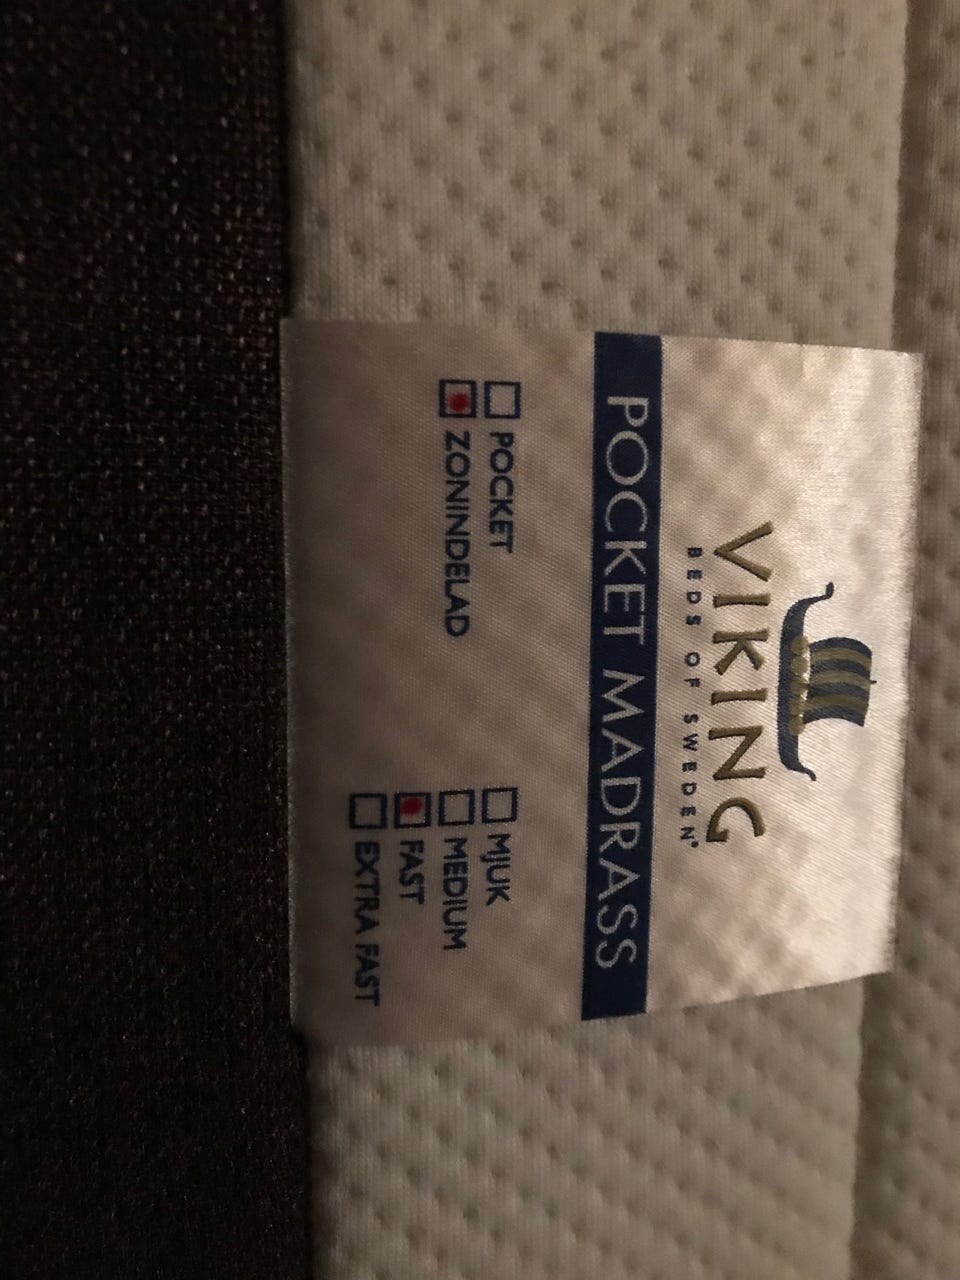 VIKING
BEDS OF SWEDEN®
POCKET MADRASS
POCKET
ZONINDELAD
MJUK
MEDIUM
FAST
EXTRA FAST